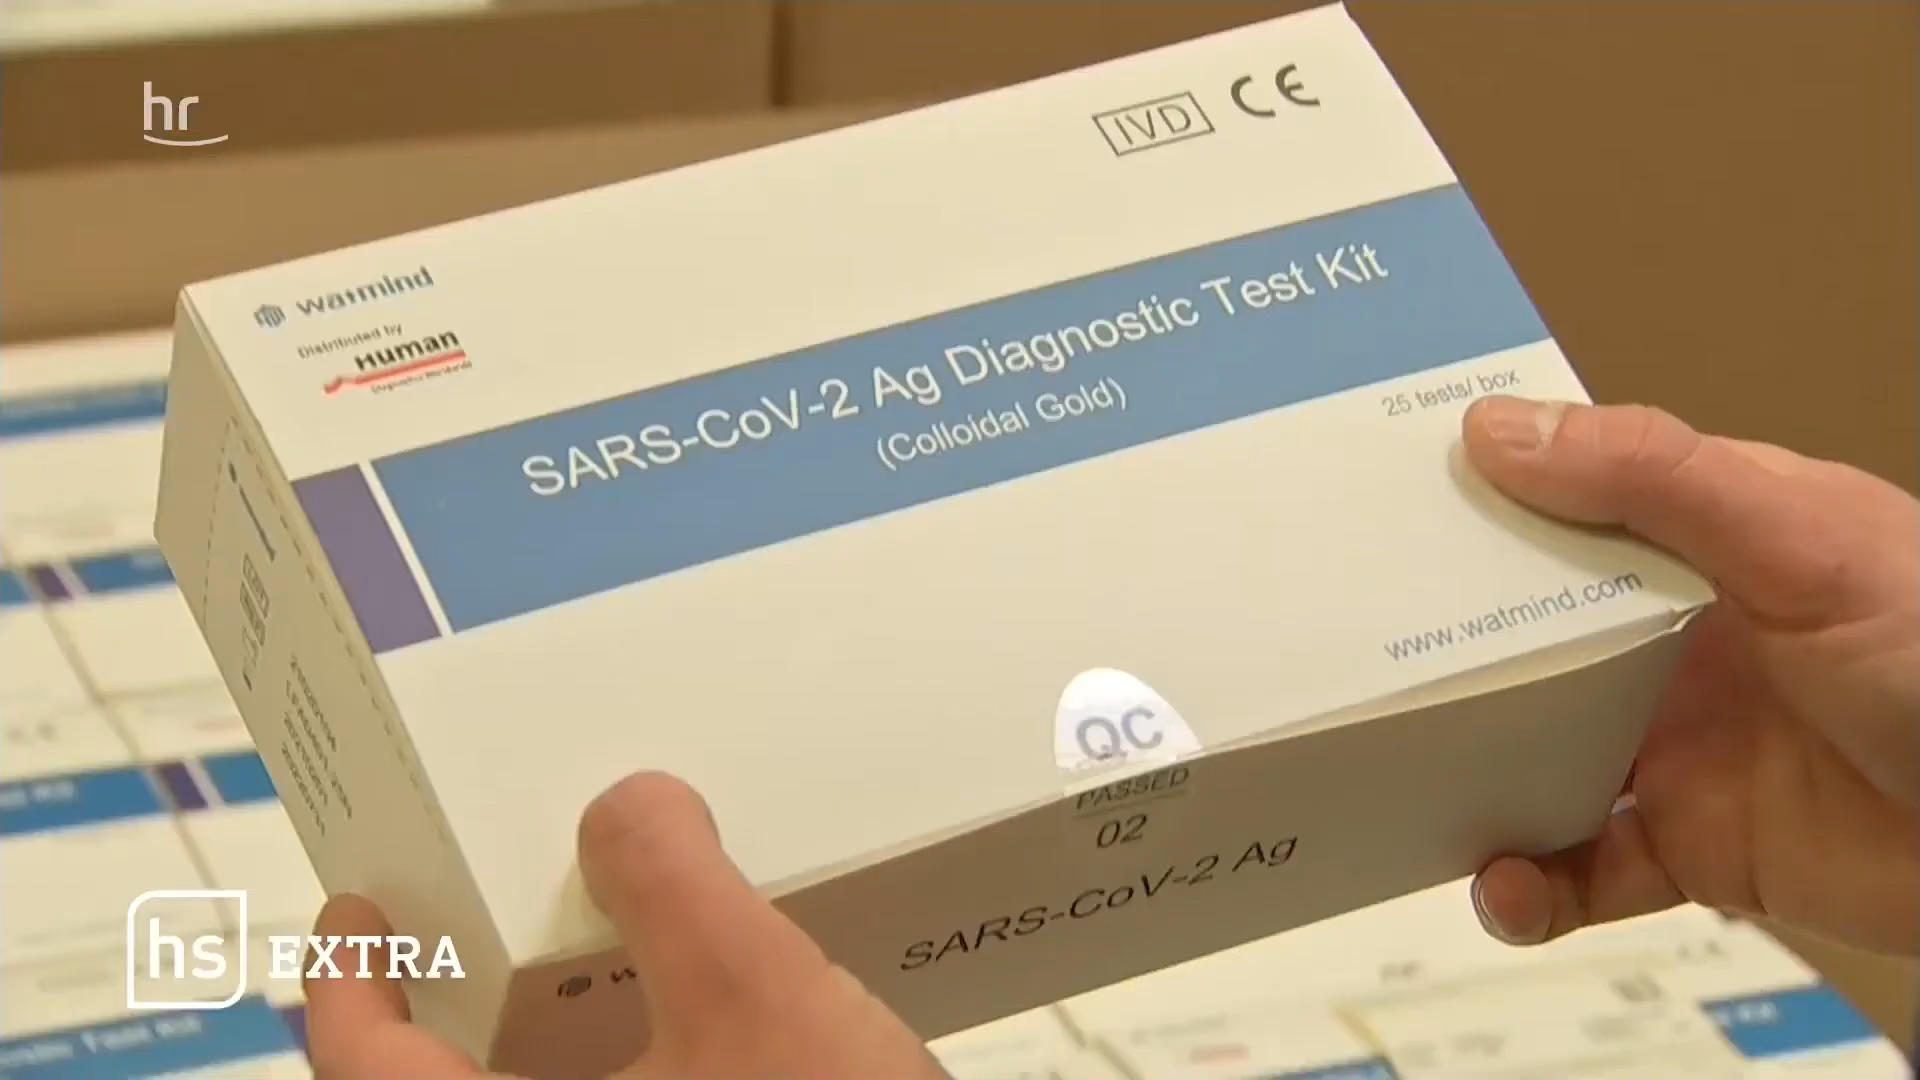 hr
IVD CE
watmind
Distributed by
Human
SARS-CoV-2 Ag Diagnostic Test Kit
(Colloidal Gold)
25 tests/ box
www.watmind.com
QC
PASSED
02
SARS-CoV-2 Ag
hs EXTRA